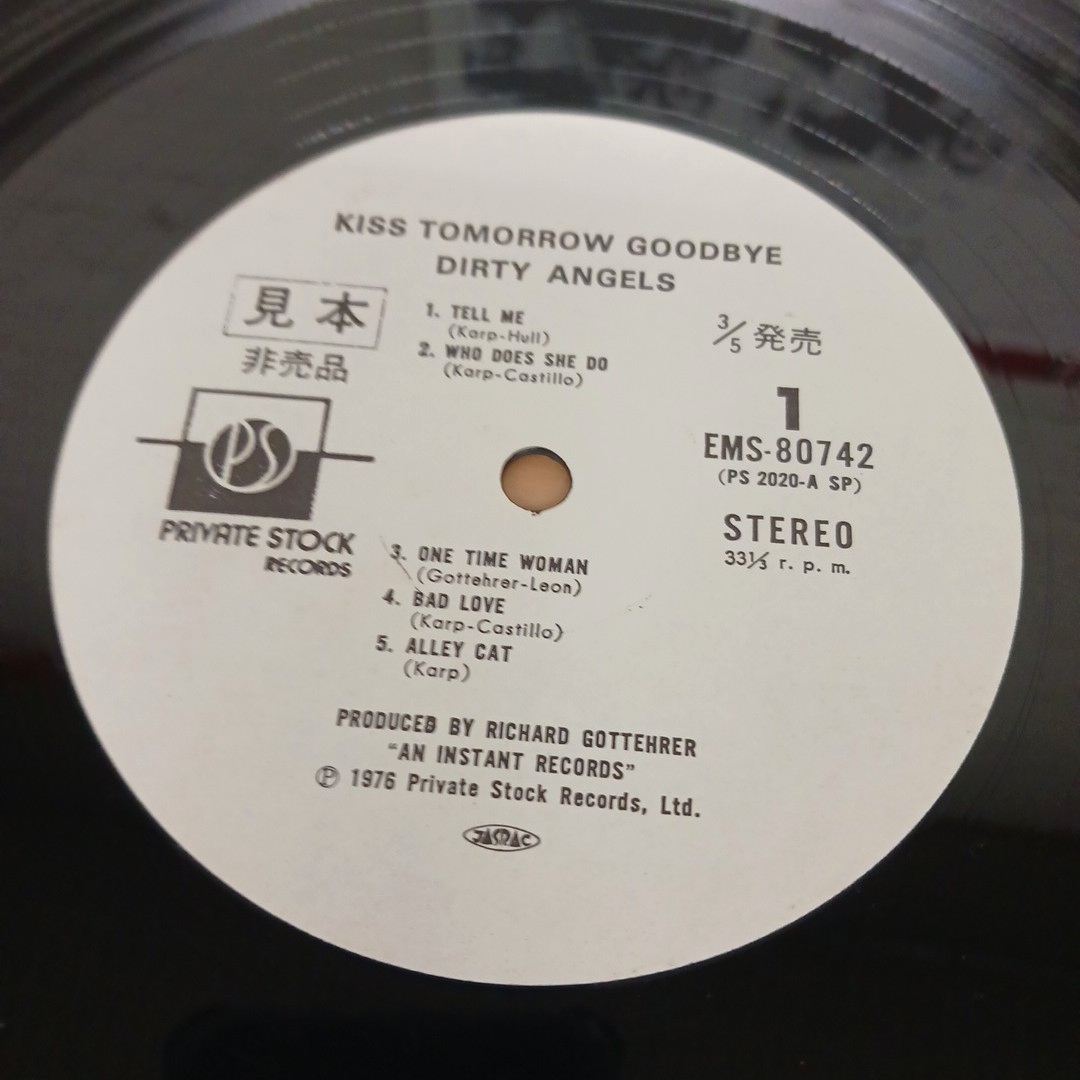 KISS TOMORROW GOODBYE
DIRTY ANGELS
見本
非売品
1. TELL ME
(Karp-Hull)
2. WHO DOES SHE DO
(Karp-Castillo)
3/5 発売
1
EMS-80742
(PS 2020-A SP)
STEREO
33⅓ r. p. m.
PS
PRIVATE STOCK
RECORDS
3. ONE TIME WOMAN
(Gottehrer-Leon)
4. BAD LOVE
(Karp-Castillo)
5. ALLEY CAT
(Karp)
PRODUCED BY RICHARD GOTTEHRER
"AN INSTANT RECORDS"
℗ 1976 Private Stock Records, Ltd.
JASRAC